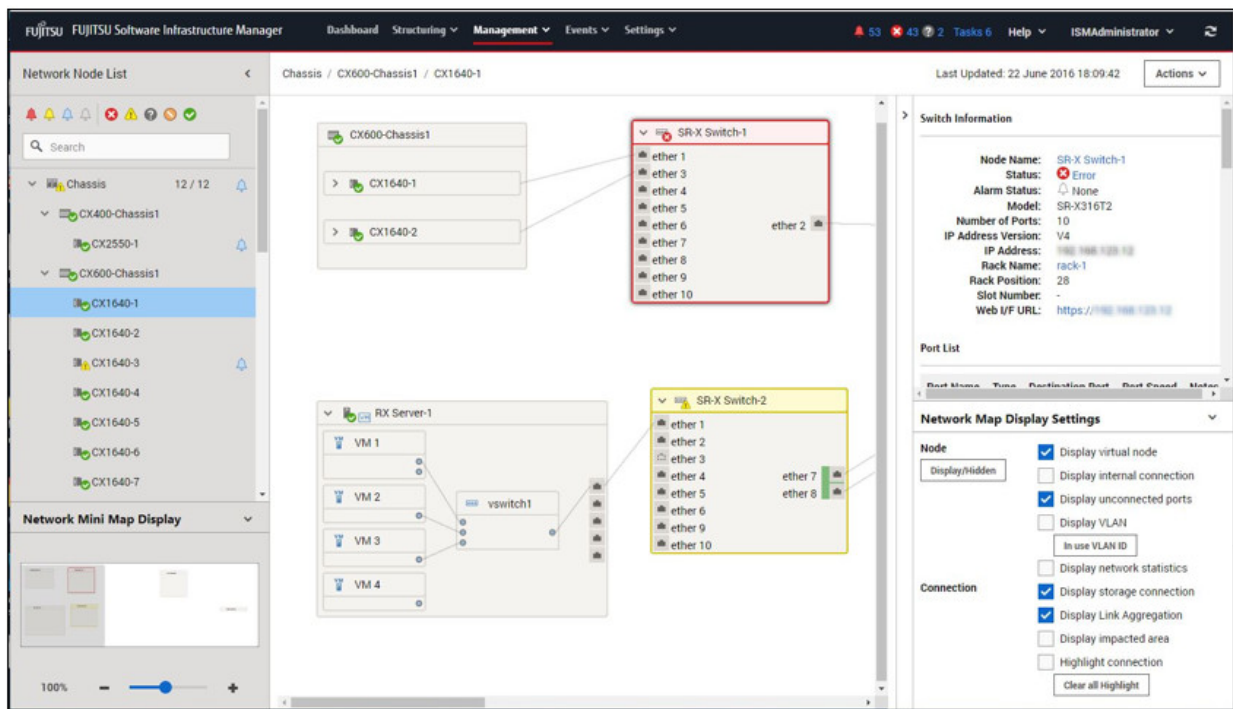 FUJITSU FUJITSU Software Infrastructure Manager Dashboard Structuring Management Events Settings 53 43 2 Tasks 6 Help ISMAdministrator
Network Node List
Chassis / CX600-Chassis1 / CX1640-1
Last Updated: 22 June 2016 18:09:42 Actions
Search
Chassis 12 / 12
CX400-Chassis1
CX2550-1
CX600-Chassis1
CX1640-1
CX1640-2
CX1640-3
CX1640-4
CX1640-5
CX1640-6
CX1640-7
Network Mini Map Display
100%
CX600-Chassis1
CX1640-1
CX1640-2
SR-X Switch-1
ether 1
ether 3
ether 4
ether 5
ether 6 ether 2
ether 7
ether 8
ether 9
ether 10
RX Server-1
VM 1
VM 2
VM 3
VM 4
vswitch1
SR-X Switch-2
ether 1
ether 2
ether 3
ether 4 ether 7
ether 5 ether 8
ether 6
ether 9
ether 10
Switch Information
Node Name: SR-X Switch-1
Status: Error
Alarm Status: None
Model: SR-X316T2
Number of Ports: 10
IP Address Version: V4
IP Address:
Rack Name: rack-1
Rack Position: 28
Slot Number: -
Web I/F URL: https://
Port List
Port Name Type Destination Port Port Speed Notes
Network Map Display Settings
Node
Display/Hidden
Display virtual node
Display internal connection
Display unconnected ports
Display VLAN
In use VLAN ID
Display network statistics
Connection
Display storage connection
Display Link Aggregation
Display impacted area
Highlight connection
Clear all Highlight